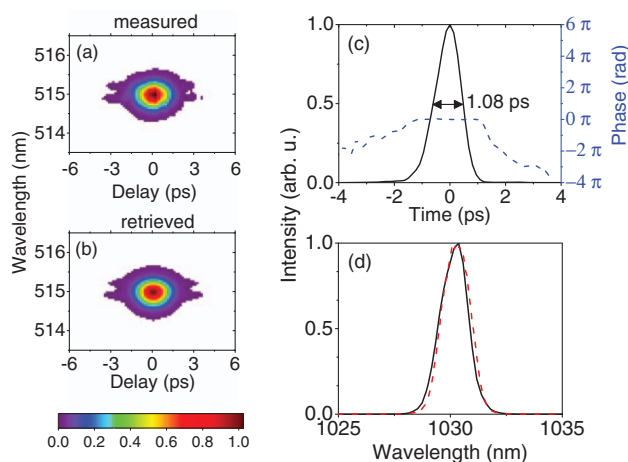 measured
(a)
516
515
514
-6 -3 0 3 6
Delay (ps)
retrieved
(b)
516
515
514
-6 -3 0 3 6
Delay (ps)
Wavelength (nm)
0.0 0.2 0.4 0.6 0.8 1.0
(c)
1.0
0.5
0.0
1.08 ps
6 π
4 π
2 π
0 π
-2 π
-4 π
Phase (rad)
-4 -2 0 2 4
Time (ps)
Intensity (arb. u.)
(d)
1.0
0.5
0.0
1025 1030 1035
Wavelength (nm)